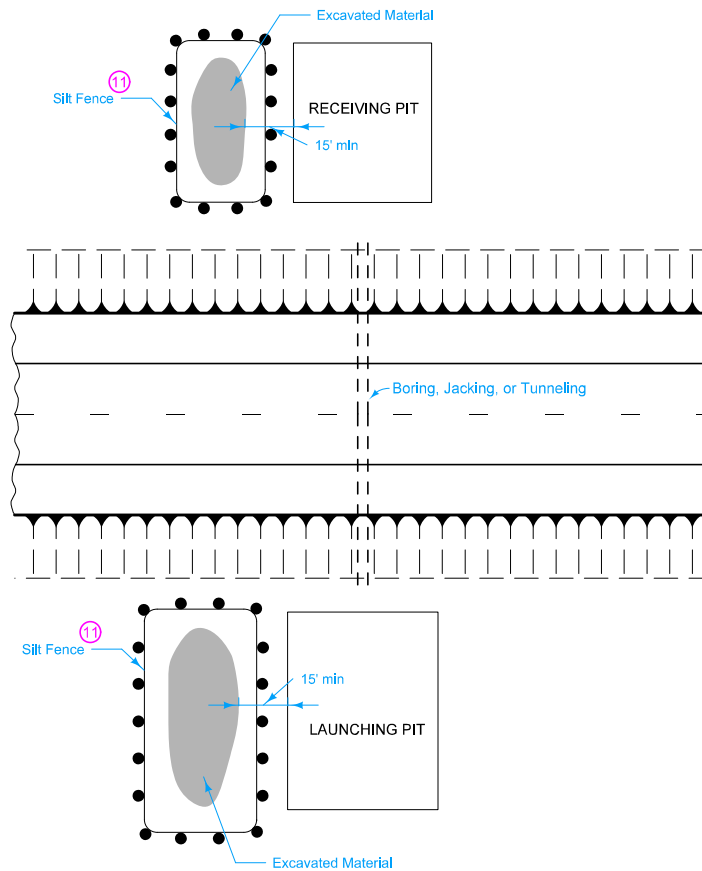 Excavated Material
11
Silt Fence
RECEIVING PIT
15' min
Boring, Jacking, or Tunneling
11
Silt Fence
15' min
LAUNCHING PIT
Excavated Material